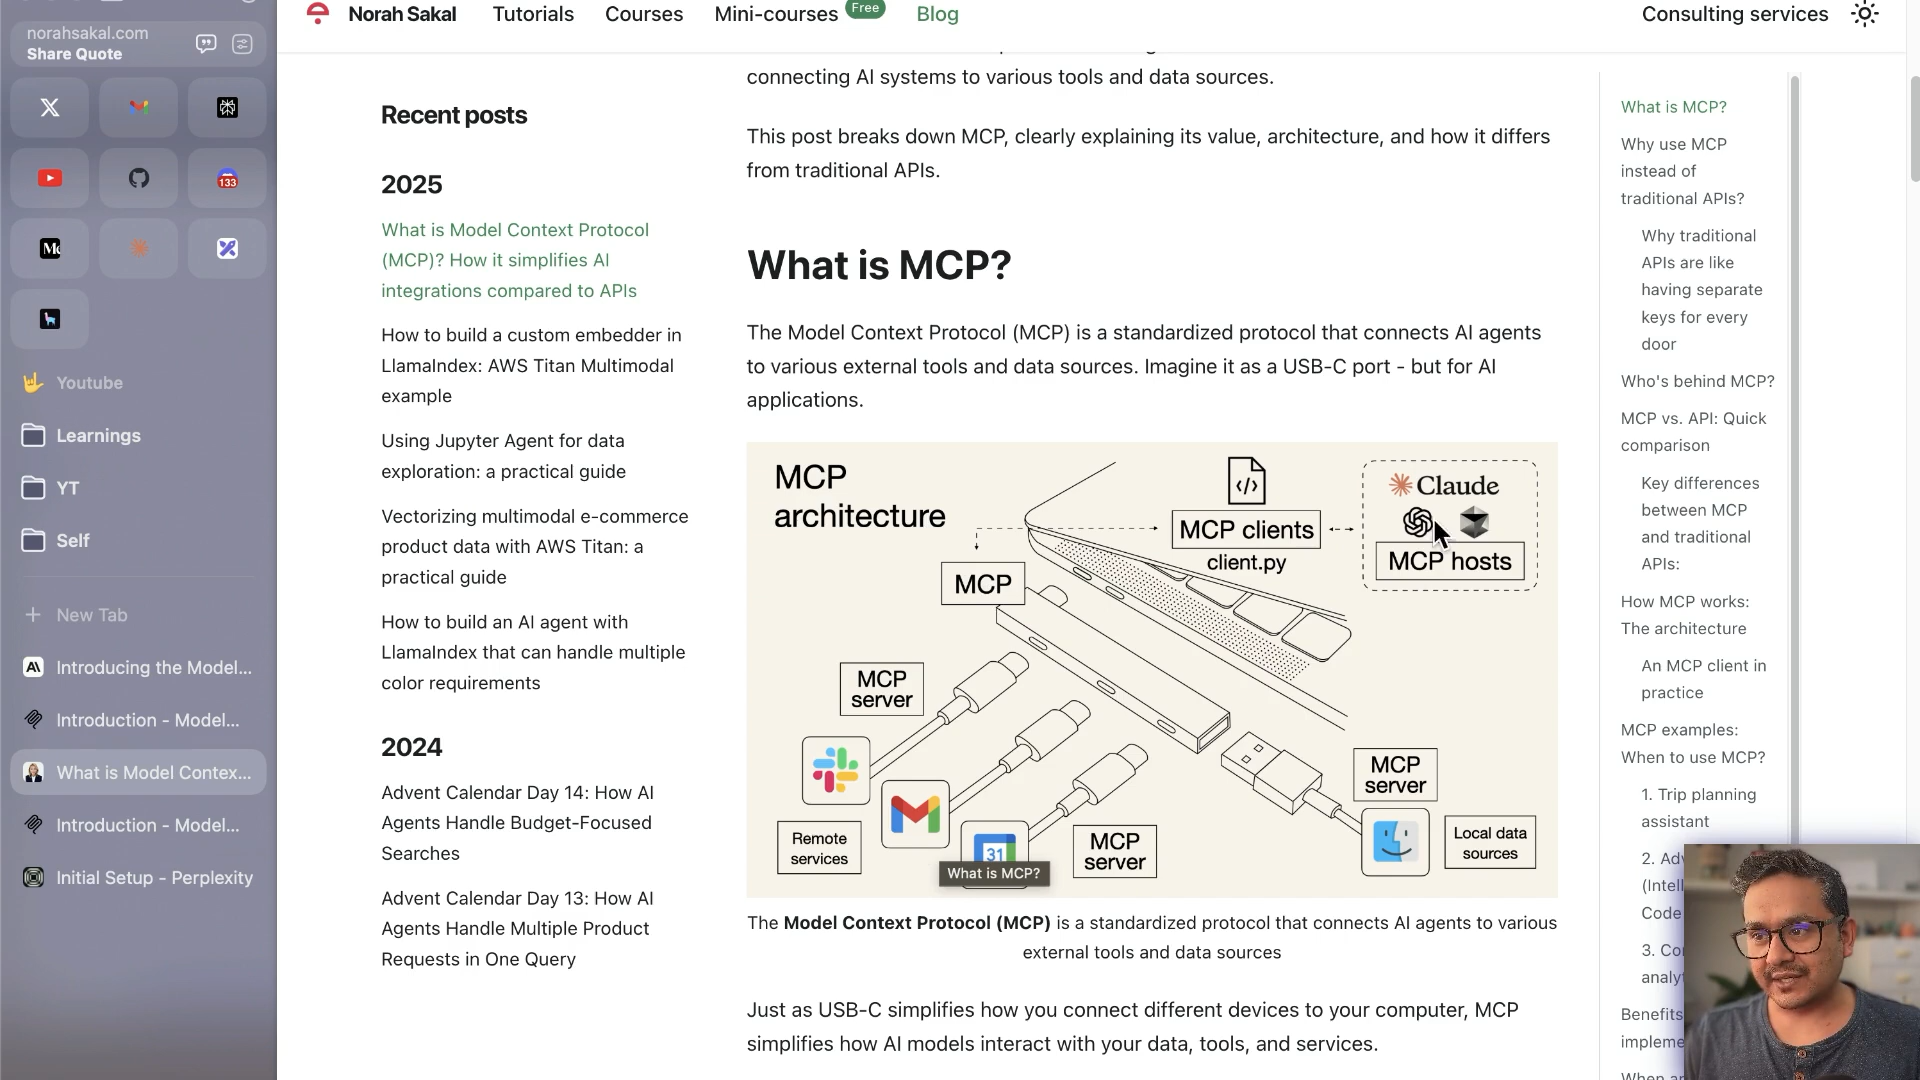 norahsakal.com
Share Quote
133
Youtube
Learnings
YT
Self
New Tab
Introducing the Model...
Introduction - Model...
What is Model Contex...
Introduction - Model...
Initial Setup - Perplexity
Norah Sakal
Tutorials
Courses
Mini-courses
Free
Blog
Consulting services
Recent posts
2025
What is Model Context Protocol
(MCP)? How it simplifies AI
integrations compared to APIs
How to build a custom embedder in
LlamaIndex: AWS Titan Multimodal
example
Using Jupyter Agent for data
exploration: a practical guide
Vectorizing multimodal e-commerce
product data with AWS Titan: a
practical guide
How to build an AI agent with
LlamaIndex that can handle multiple
color requirements
2024
Advent Calendar Day 14: How AI
Agents Handle Budget-Focused
Searches
Advent Calendar Day 13: How AI
Agents Handle Multiple Product
Requests in One Query
connecting AI systems to various tools and data sources.
This post breaks down MCP, clearly explaining its value, architecture, and how it differs
from traditional APIs.
What is MCP?
The Model Context Protocol (MCP) is a standardized protocol that connects AI agents
to various external tools and data sources. Imagine it as a USB-C port - but for AI
applications.
MCP
architecture
MCP clients
client.py
Claude
MCP hosts
MCP
MCP
server
Remote
services
31
What is MCP?
MCP
server
MCP
server
Local data
sources
The Model Context Protocol (MCP) is a standardized protocol that connects AI agents to various
external tools and data sources
Just as USB-C simplifies how you connect different devices to your computer, MCP
simplifies how AI models interact with your data, tools, and services.
What is MCP?
Why use MCP
instead of
traditional APIs?
Why traditional
APIs are like
having separate
keys for every
door
Who's behind MCP?
MCP vs. API: Quick
comparison
Key differences
between MCP
and traditional
APIs:
How MCP works:
The architecture
An MCP client in
practice
MCP examples:
When to use MCP?
1. Trip planning
assistant
2. Ad
(Intell
Code
3. Co
analy
Benefits
impleme